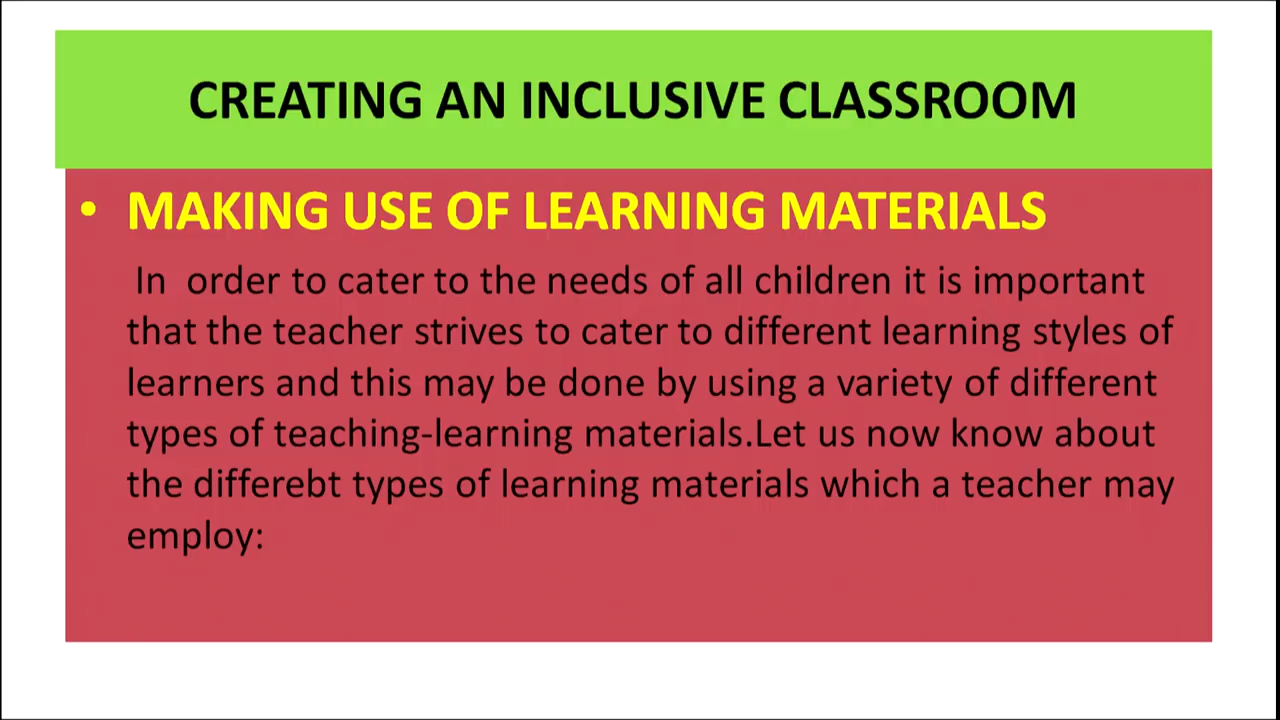 CREATING AN INCLUSIVE CLASSROOM
• MAKING USE OF LEARNING MATERIALS
In order to cater to the needs of all children it is important
that the teacher strives to cater to different learning styles of
learners and this may be done by using a variety of different
types of teaching-learning materials.Let us now know about
the differebt types of learning materials which a teacher may
employ: